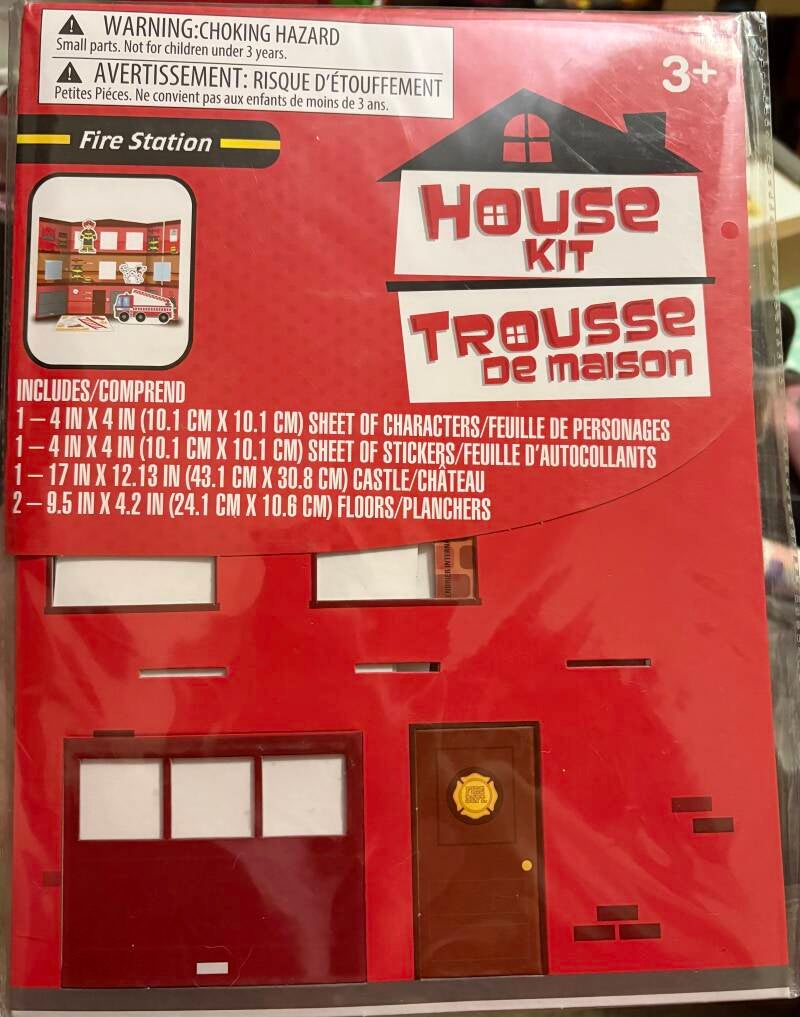 WARNING:CHOKING HAZARD
Small parts. Not for children under 3 years.
AVERTISSEMENT: RISQUE D'ÉTOUFFEMENT
Petites Piéces. Ne convient pas aux enfants de moins de 3 ans.
3+
Fire Station
HOUSE
KIT
TROUSSE
DE MAISON
INCLUDES/COMPREND
1 – 4 IN X 4 IN (10.1 CM X 10.1 CM) SHEET OF CHARACTERS/FEUILLE DE PERSONAGES
1 – 4 IN X 4 IN (10.1 CM X 10.1 CM) SHEET OF STICKERS/FEUILLE D'AUTOCOLLANTS
1 – 17 IN X 12.13 IN (43.1 CM X 30.8 CM) CASTLE/CHÂTEAU
2 – 9.5 IN X 4.2 IN (24.1 CM X 10.6 CM) FLOORS/PLANCHERS